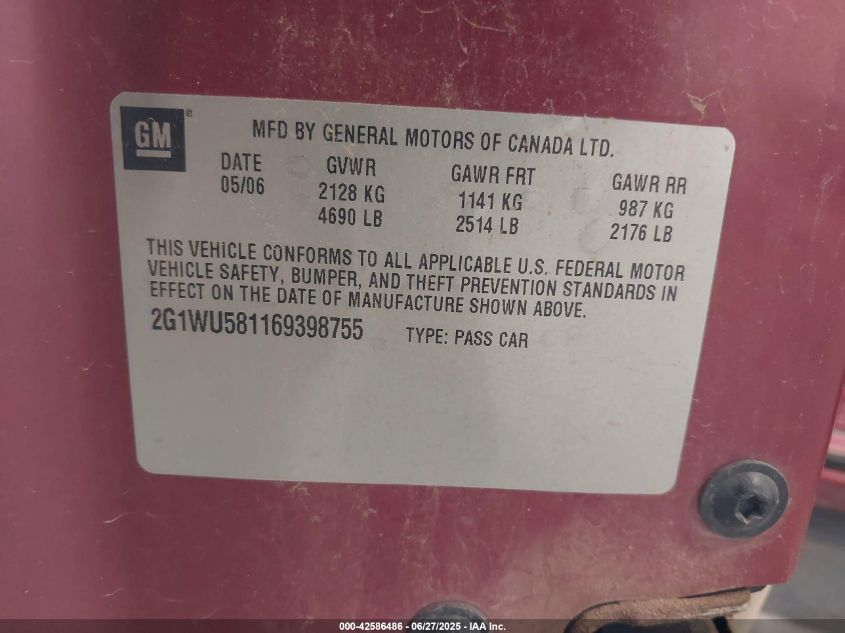 GM ®
MFD BY GENERAL MOTORS OF CANADA LTD.
DATE GVWR GAWR FRT GAWR RR
05/06 2128 KG 1141 KG 987 KG
4690 LB 2514 LB 2176 LB
THIS VEHICLE CONFORMS TO ALL APPLICABLE U.S. FEDERAL MOTOR
VEHICLE SAFETY, BUMPER, AND THEFT PREVENTION STANDARDS IN
EFFECT ON THE DATE OF MANUFACTURE SHOWN ABOVE.
2G1WU581169398755 TYPE: PASS CAR
000-42586486 - 06/27/2025 - IAA Inc.